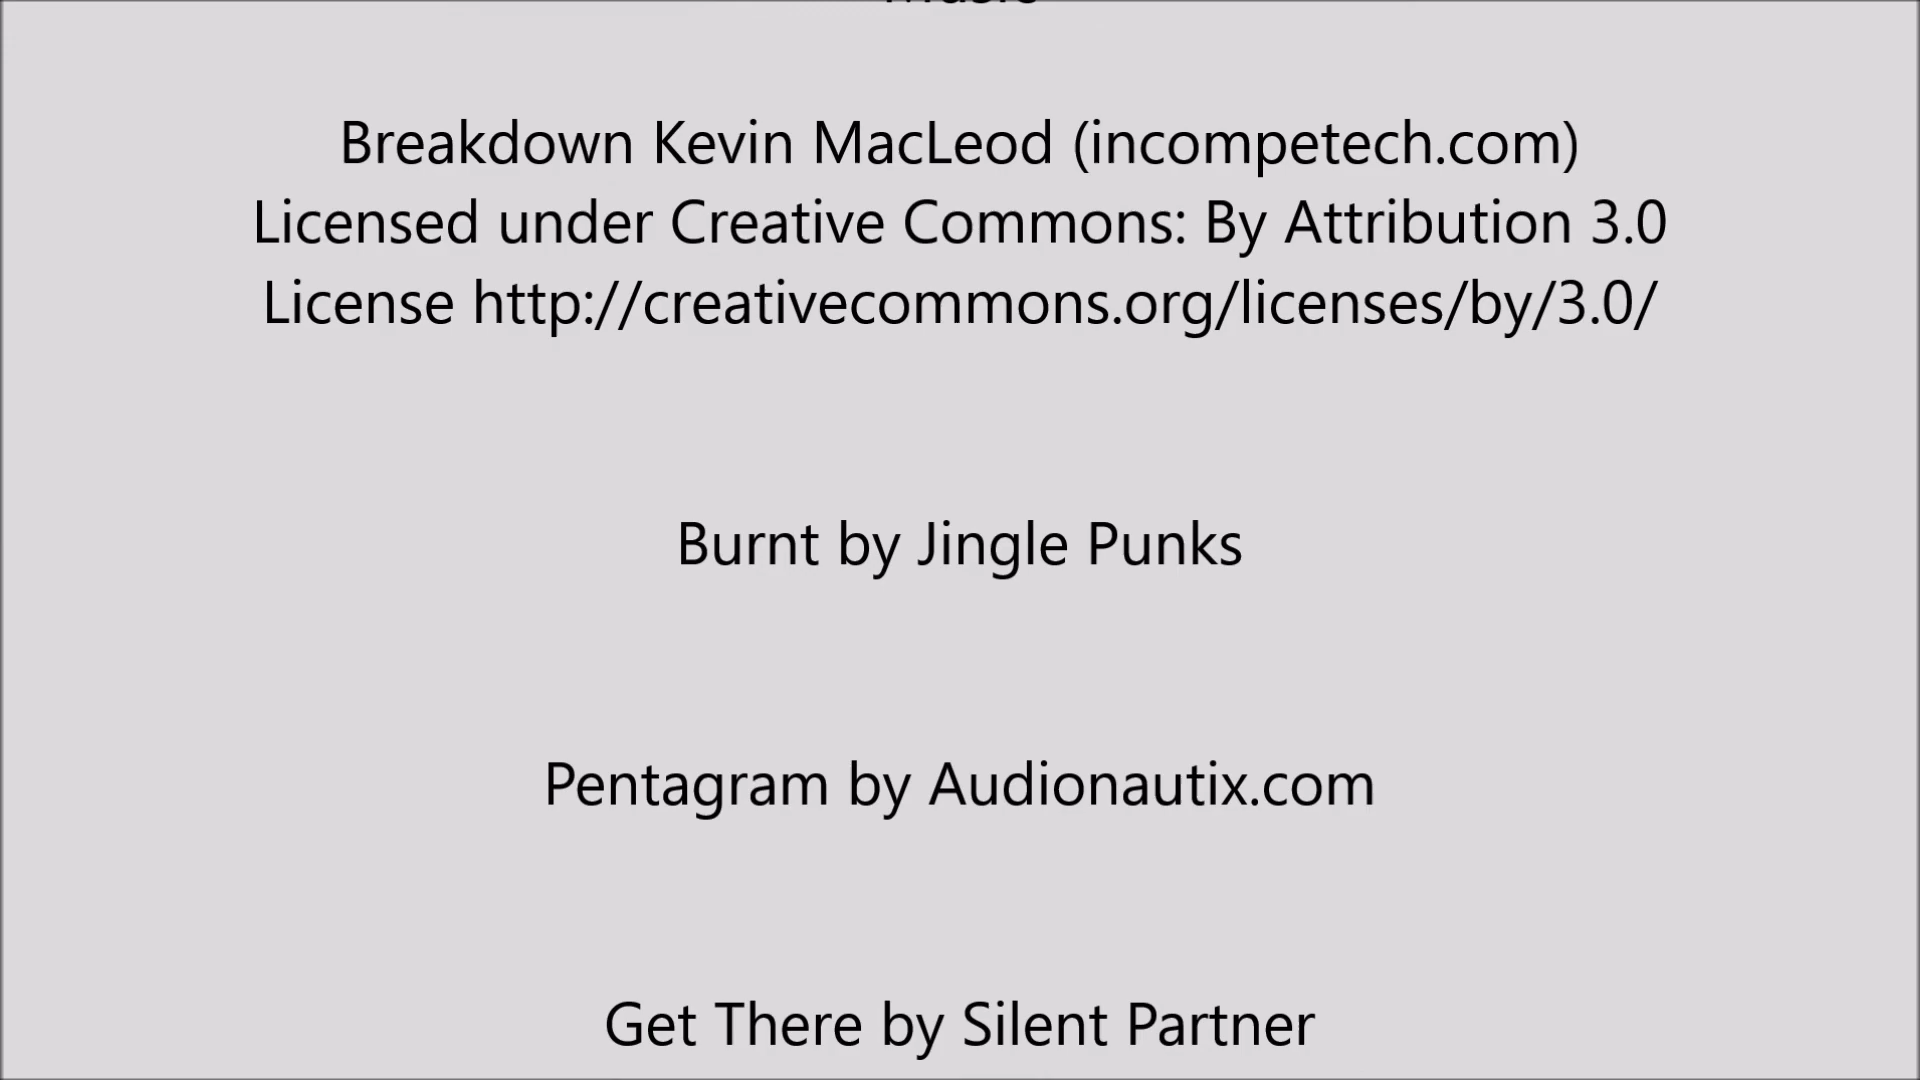 Music
Breakdown Kevin MacLeod (incompetech.com)
Licensed under Creative Commons: By Attribution 3.0
License http://creativecommons.org/licenses/by/3.0/
Burnt by Jingle Punks
Pentagram by Audionautix.com
Get There by Silent Partner